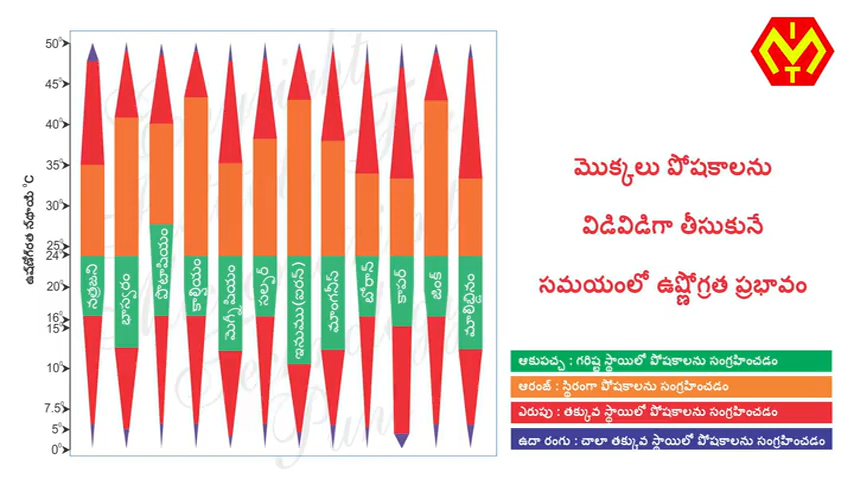 IMT
50°
45°
40°
35°
30°
25°
24°
20°
16°
15°
10°
7.5°
5°
0°
ఉష్ణోగ్రత స్థాయి °C
నత్రజని
భాస్వరం
పొటాషియం
కాల్షియం
మెగ్నీషియం
సల్ఫర్
ఇనుము(ఐరన్)
మాంగనీస్
బోరాన్
కాపర్
జింక్
మాలిబ్డినం
మొక్కలు పోషకాలను
విడివిడిగా తీసుకునే
సమయంలో ఉష్ణోగ్రత ప్రభావం
ఆకుపచ్చ : గరిష్ట స్థాయిలో పోషకాలను సంగ్రహించడం
ఆరంజ్ : స్థిరంగా పోషకాలను సంగ్రహించడం
ఎరుపు : తక్కువ స్థాయిలో పోషకాలను సంగ్రహించడం
ఉదా రంగు : చాలా తక్కువ స్థాయిలో పోషకాలను సంగ్రహించడం